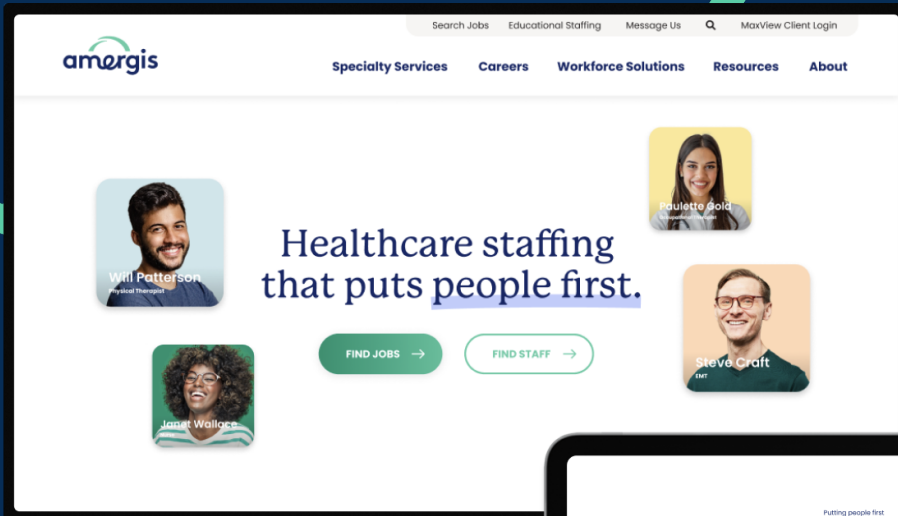 Search Jobs Educational Staffing Message Us MaxView Client Login
amergis
Specialty Services Careers Workforce Solutions Resources About
Paulette Gold
Will Patterson
Physical Therapist
Healthcare staffing
that puts people first.
FIND JOBS
FIND STAFF
Steve Craft
EMT
Janet Wallace
Putting people first